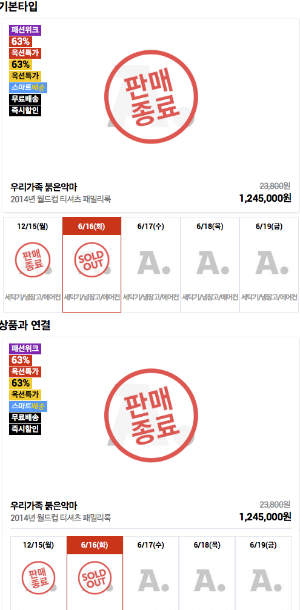 기본타입
패션위크
63%
옥션특가
63%
옥션특가
스마트배송
무료배송
즉시할인
판매
종료
우리가족 붉은악마
23,800원
2014년 월드컵 티셔츠 패밀리룩
1,245,000원
12/15(월) 6/16(화) 6/17(수) 6/18(목) 6/19(금)
판매
종료
SOLD
OUT
A. A. A.
세탁기/냉장고/에어컨 세탁기/냉장고/에어컨 세탁기/냉장고/에어컨 세탁기/냉장고/에어컨 세탁기/냉장고/에어컨
상품과 연결
패션위크
63%
옥션특가
63%
옥션특가
스마트배송
무료배송
즉시할인
판매
종료
우리가족 붉은악마
23,800원
2014년 월드컵 티셔츠 패밀리룩
1,245,000원
12/15(월) 6/16(화) 6/17(수) 6/18(목) 6/19(금)
판매
종료
SOLD
OUT
A. A. A.